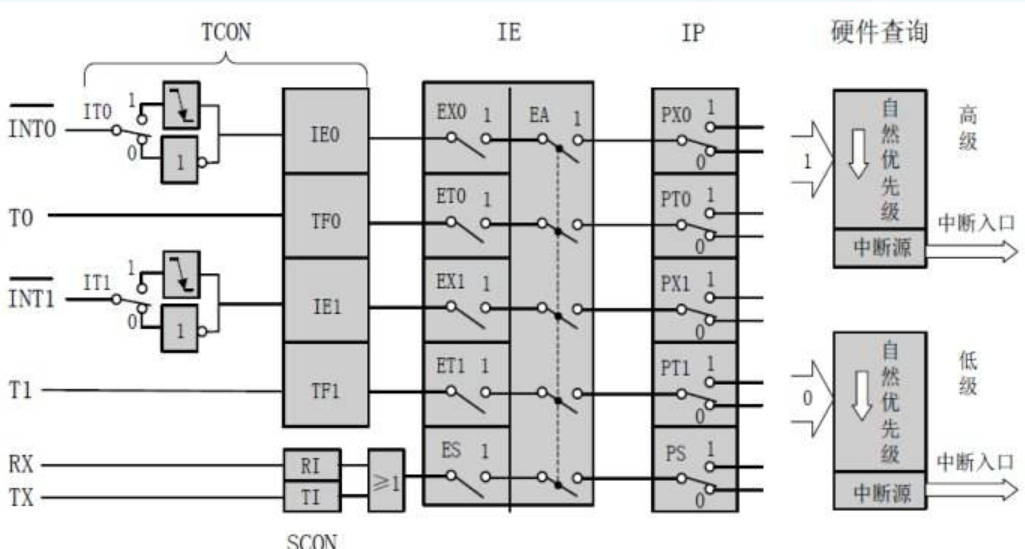 TCON
IE
IP
硬件查询
INT0
IT0
1
0
1
IE0
EX0 1
EA 1
PX0 1
0
1
自然优先级
高级
中断源
中断入口
T0
TF0
ET0 1
PT0 1
0
INT1
IT1
1
0
1
IE1
EX1 1
PX1 1
0
T1
TF1
ET1 1
PT1 1
0
0
自然优先级
低级
中断源
中断入口
RX
RI
TX
TI
≥1
ES 1
PS 1
0
SCON